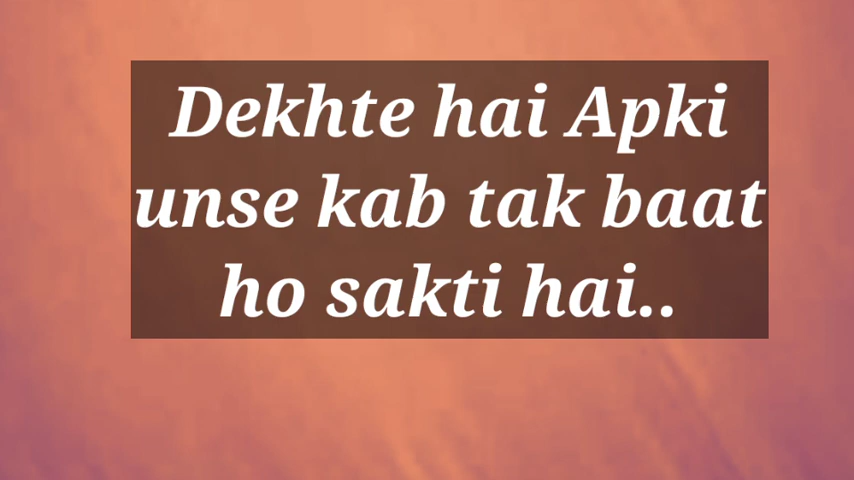 Dekhte hai Apki
unse kab tak baat
ho sakti hai..